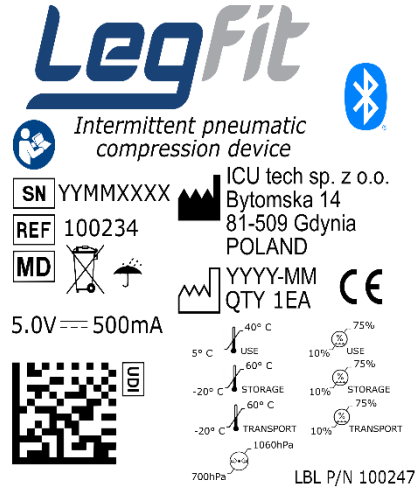 LegFit
Intermittent pneumatic
compression device
SN YYMMXXXX
ICU tech sp. z o.o.
Bytomska 14
81-509 Gdynia
POLAND
REF 100234
MD
YYYY-MM
QTY 1EA
CE
5.0V 500mA
UDI
40° C
5° C USE
75%
% 10% USE
60° C
-20° C STORAGE
75%
% 10% STORAGE
60° C
-20° C TRANSPORT
75%
% 10% TRANSPORT
1060hPa
700hPa
LBL P/N 100247